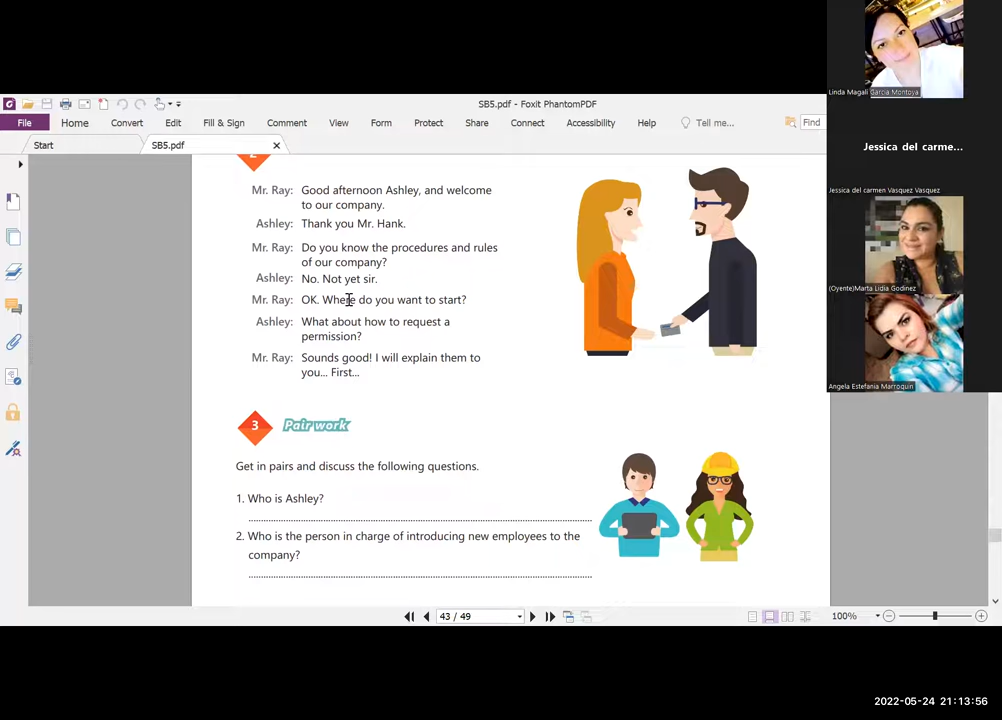 SB5.pdf - Foxit PhantomPDF
File Home Convert Edit Fill & Sign Comment View Form Protect Share Connect Accessibility Help Tell me... Find
Start SB5.pdf
2
Mr. Ray: Good afternoon Ashley, and welcome
to our company.
Ashley: Thank you Mr. Hank.
Mr. Ray: Do you know the procedures and rules
of our company?
Ashley: No. Not yet sir.
Mr. Ray: OK. Where do you want to start?
Ashley: What about how to request a
permission?
Mr. Ray: Sounds good! I will explain them to
you... First...
3 Pair work
Get in pairs and discuss the following questions.
1. Who is Ashley?
2. Who is the person in charge of introducing new employees to the
company?
43 / 49
100%
Linda Magali Garcia Montoya
Jessica del carme...
Jessica del carmen Vasquez Vasquez
(Oyente)Marta Lidia Godinez
Angela Estefania Marroquin
2022-05-24 21:13:56